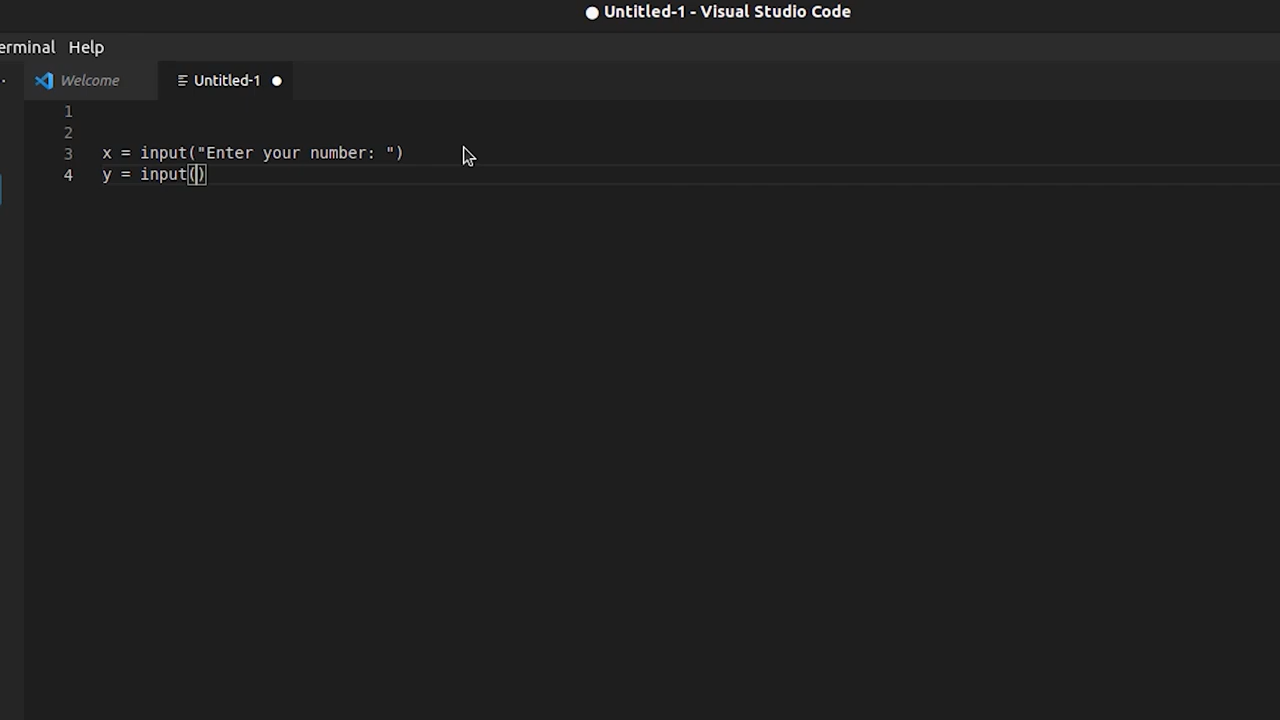 ● Untitled-1 - Visual Studio Code
erminal Help
Welcome Untitled-1 ●
1
2
3 x = input("Enter your number: ")
4 y = input()